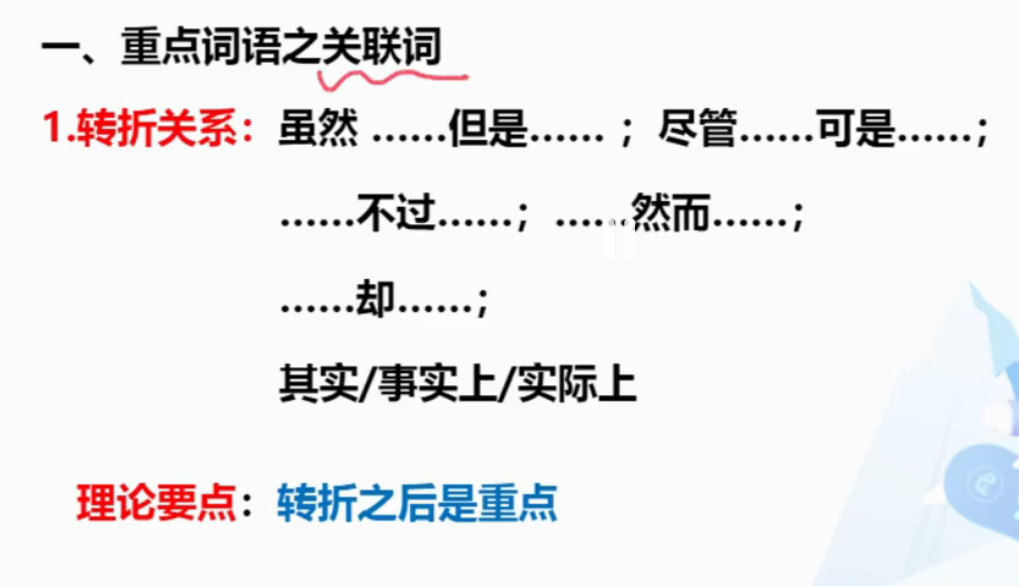 一、重点词语之关联词
1.转折关系：虽然 ……但是…… ；尽管……可是……；
……不过……；……然而……；
……却……；
其实/事实上/实际上
理论要点：转折之后是重点